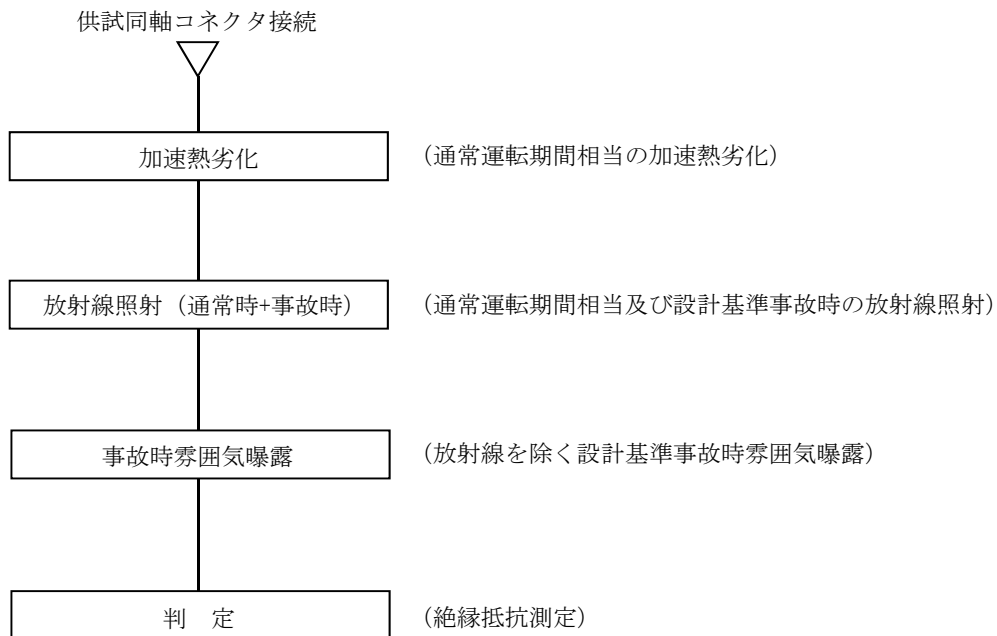 供試同軸コネクタ接続
加速熱劣化
（通常運転期間相当の加速熱劣化）
放射線照射（通常時+事故時）
（通常運転期間相当及び設計基準事故時の放射線照射）
事故時雰囲気曝露
（放射線を除く設計基準事故時雰囲気曝露）
判　定
（絶縁抵抗測定）